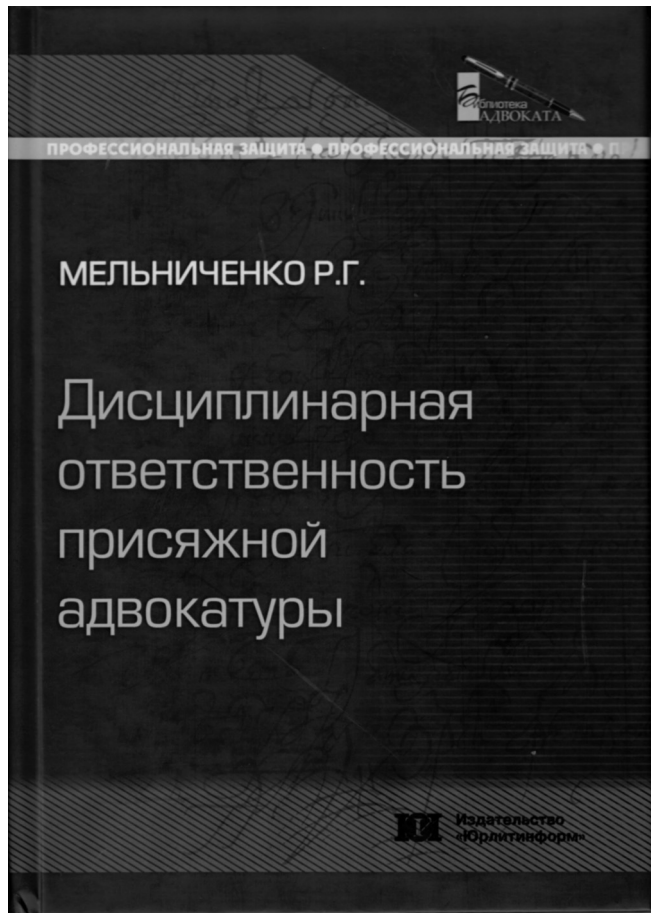 Библиотека
АДВОКАТА
ПРОФЕССИОНАЛЬНАЯ ЗАЩИТА ● ПРОФЕССИОНАЛЬНАЯ ЗАЩИТА ● П
МЕЛЬНИЧЕНКО Р.Г.
Дисциплинарная
ответственность
присяжной
адвокатуры
Издательство
«Юрлитинформ»